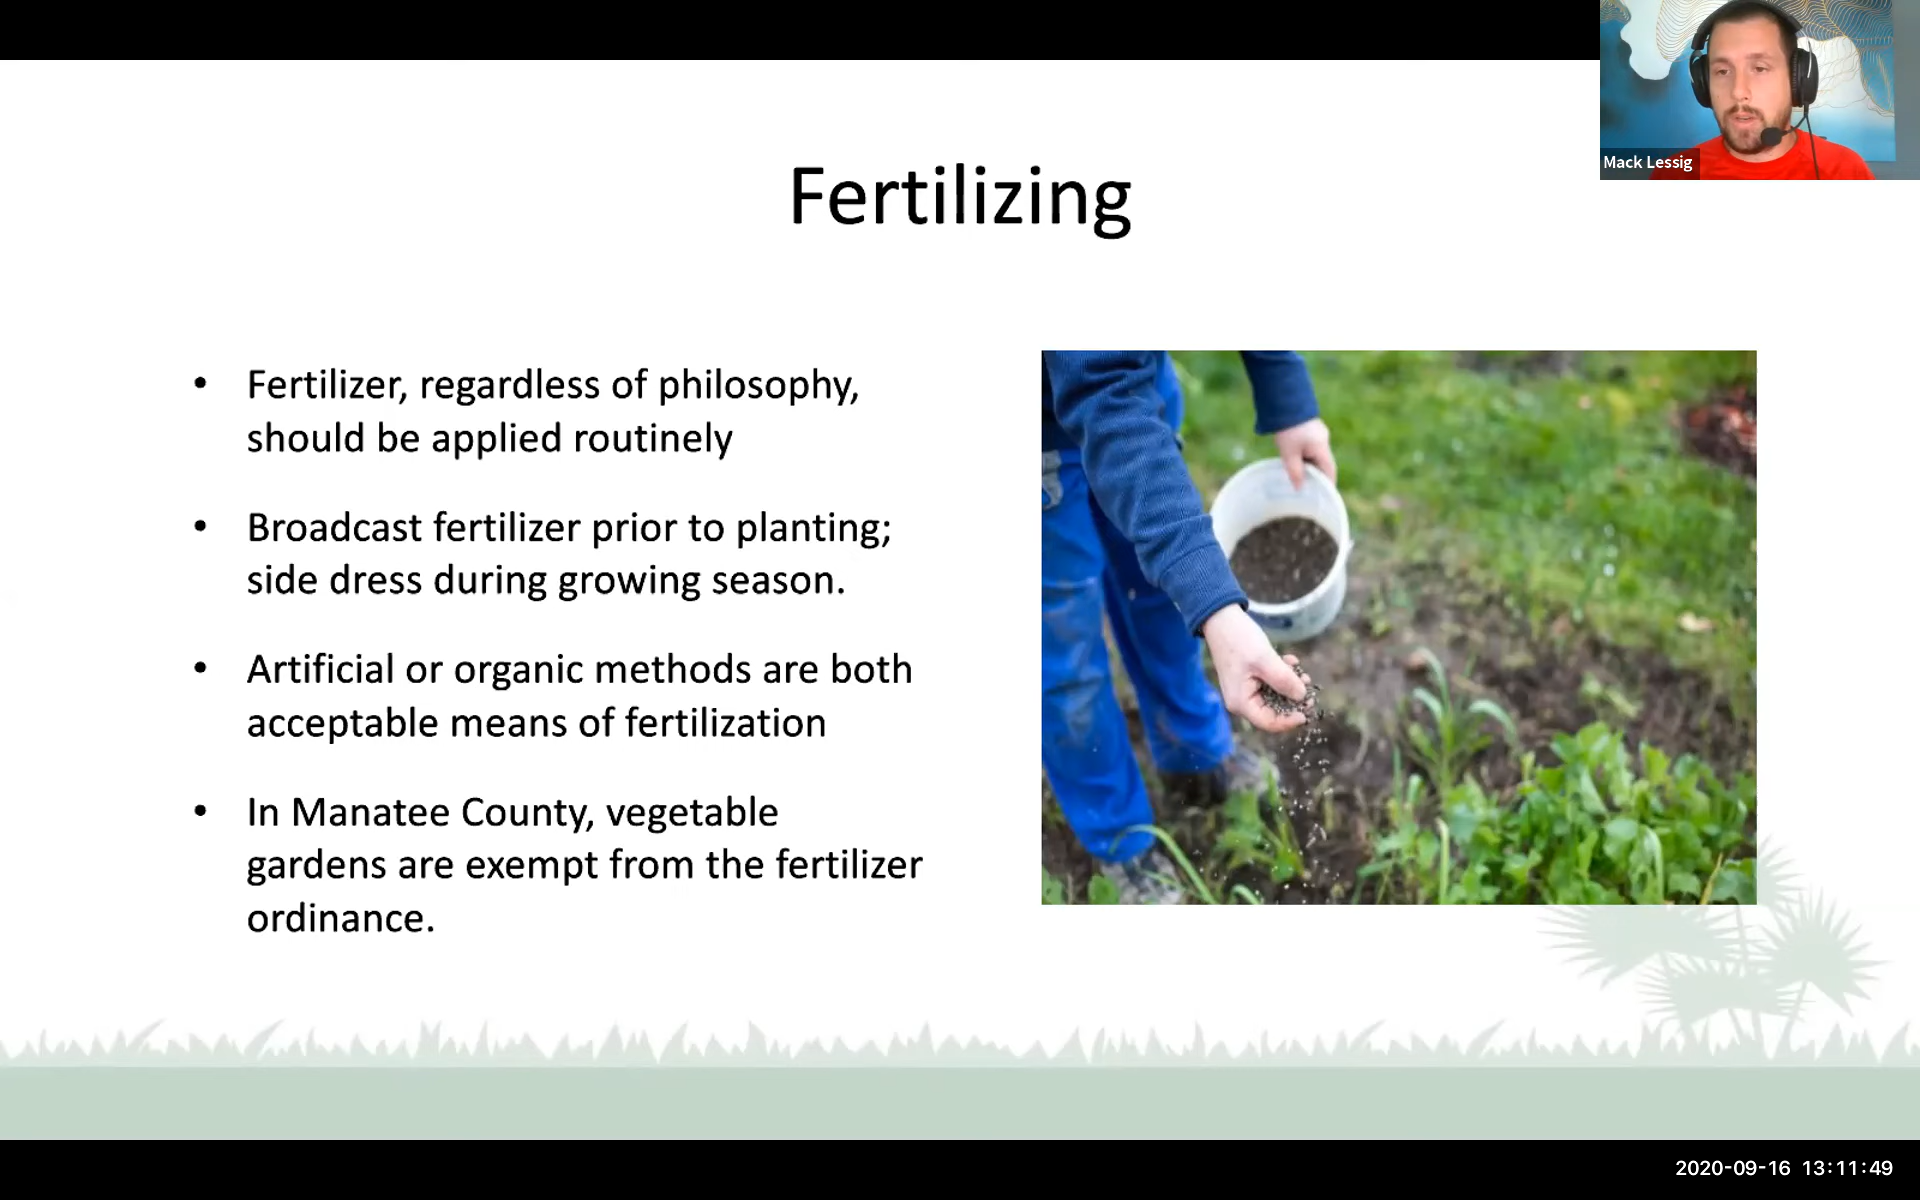 Mack Lessig
Fertilizing
• Fertilizer, regardless of philosophy,
should be applied routinely
• Broadcast fertilizer prior to planting;
side dress during growing season.
• Artificial or organic methods are both
acceptable means of fertilization
• In Manatee County, vegetable
gardens are exempt from the fertilizer
ordinance.
2020-09-16 13:11:49